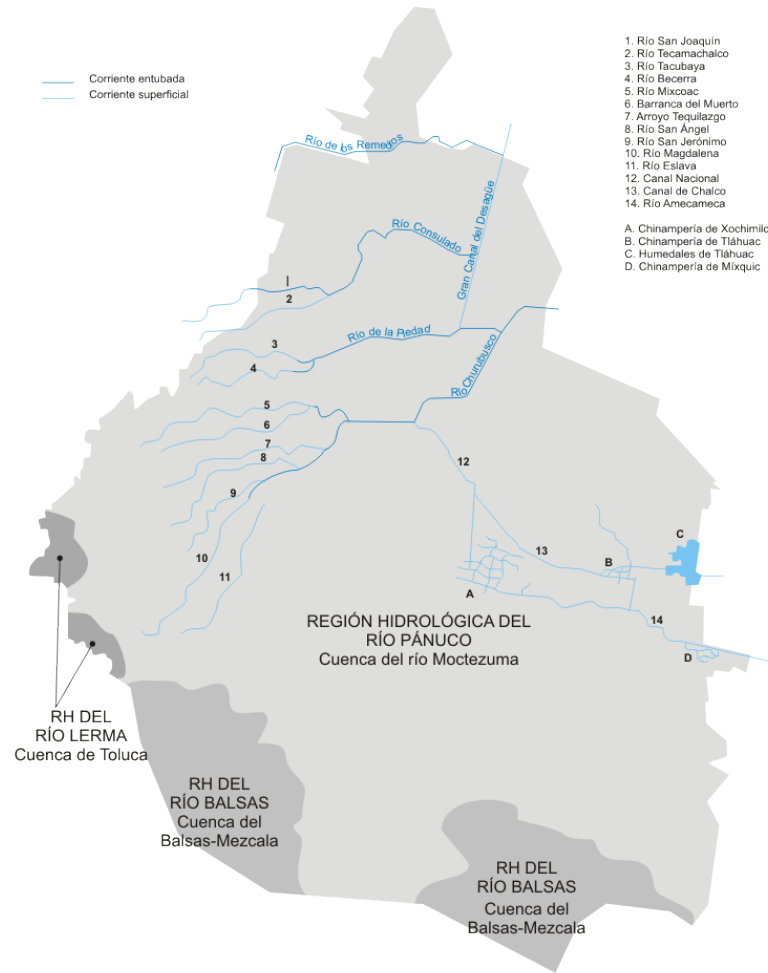 Corriente entubada
Corriente superficial
1. Río San Joaquín
2. Río Tecamachalco
3. Río Tacubaya
4. Río Becerra
5. Río Mixcoac
6. Barranca del Muerto
7. Arroyo Tequilazgo
8. Río San Ángel
9. Río San Jerónimo
10. Río Magdalena
11. Río Eslava
12. Canal Nacional
13. Canal de Chalco
14. Río Amecameca
A. Chinampería de Xochimilc
B. Chinampería de Tláhuac
C. Humedales de Tláhuac
D. Chinampería de Míxquic
Río de los Remedos
Río Consulado
Gran Canal del Desagüe
Río de la Piedad
Río Churubusco
1
2
3
4
5
6
7
8
9
10
11
12
13
14
A
B
C
D
REGIÓN HIDROLÓGICA DEL
RÍO PÁNUCO
Cuenca del río Moctezuma
RH DEL
RÍO LERMA
Cuenca de Toluca
RH DEL
RÍO BALSAS
Cuenca del
Balsas-Mezcala
RH DEL
RÍO BALSAS
Cuenca del
Balsas-Mezcala